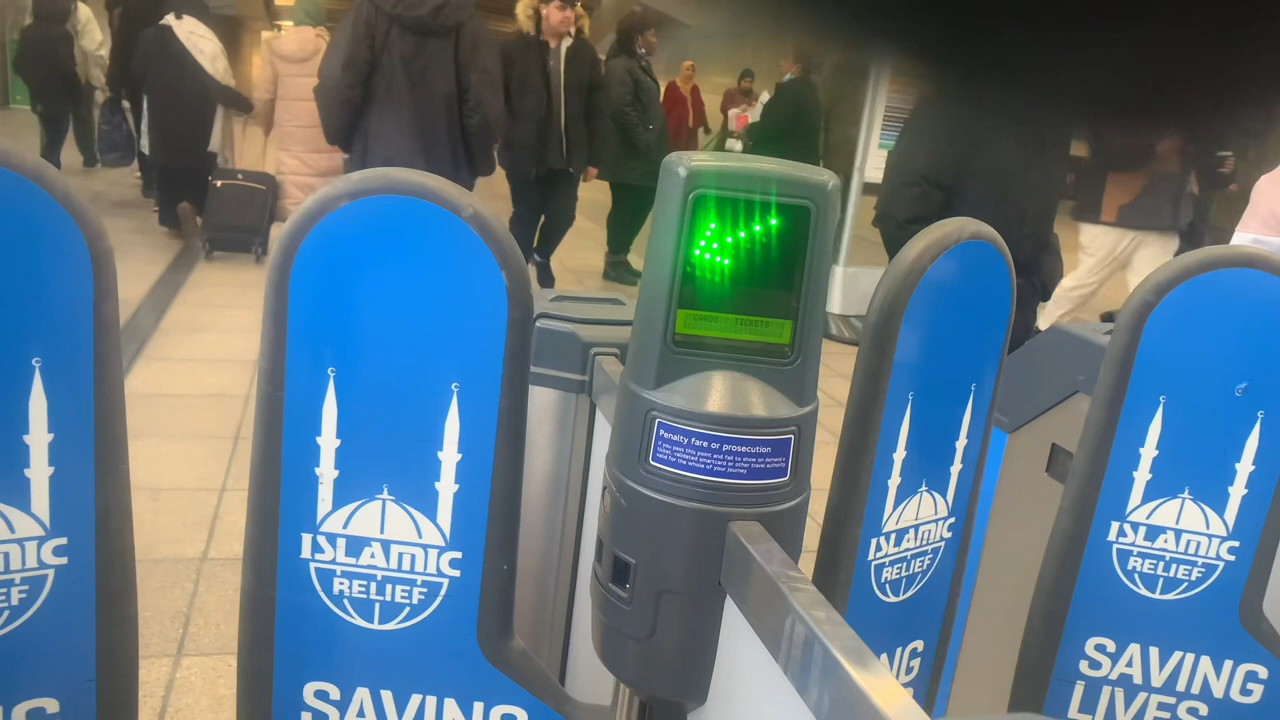 CARDS TICKETS
Penalty fare or prosecution
If you pass this point and fail to show on demand a
ticket, validated smartcard or other travel authority
valid for the whole of your journey
ISLAMIC
RELIEF
SAVING
ISLAMIC
RELIEF
ISLAMIC
RELIEF
SAVING
LIVES